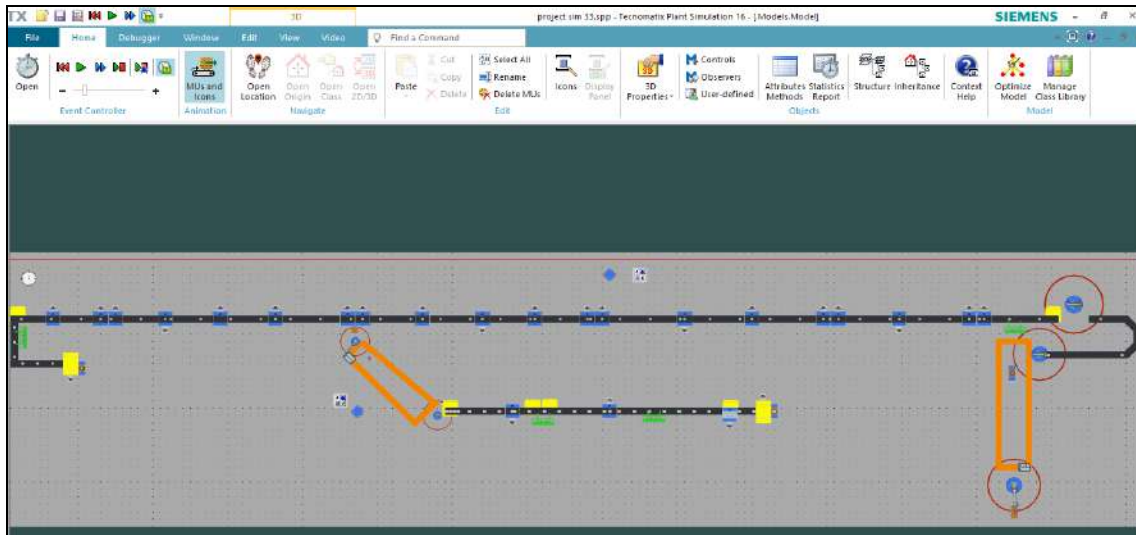 TX
3D
project sim 33.spp - Tecnomatix Plant Simulation 16 - [.Models.Model]
SIEMENS
File Home Debugger Window Edit View Video Find a Command
Open
MUs and Icons
Open Location
Open Origin
Open Class
Open 2D/3D
Paste
Cut
Copy
Delete
Select All
Rename
Delete MUs
Icons
Display Panel
3D Properties
Controls
Observers
User-defined
Attributes Methods
Statistics Report
Structure
Inheritance
Context Help
Optimize Model
Manage Class Library
Event Controller
Animation
Navigate
Edit
Objects
Model